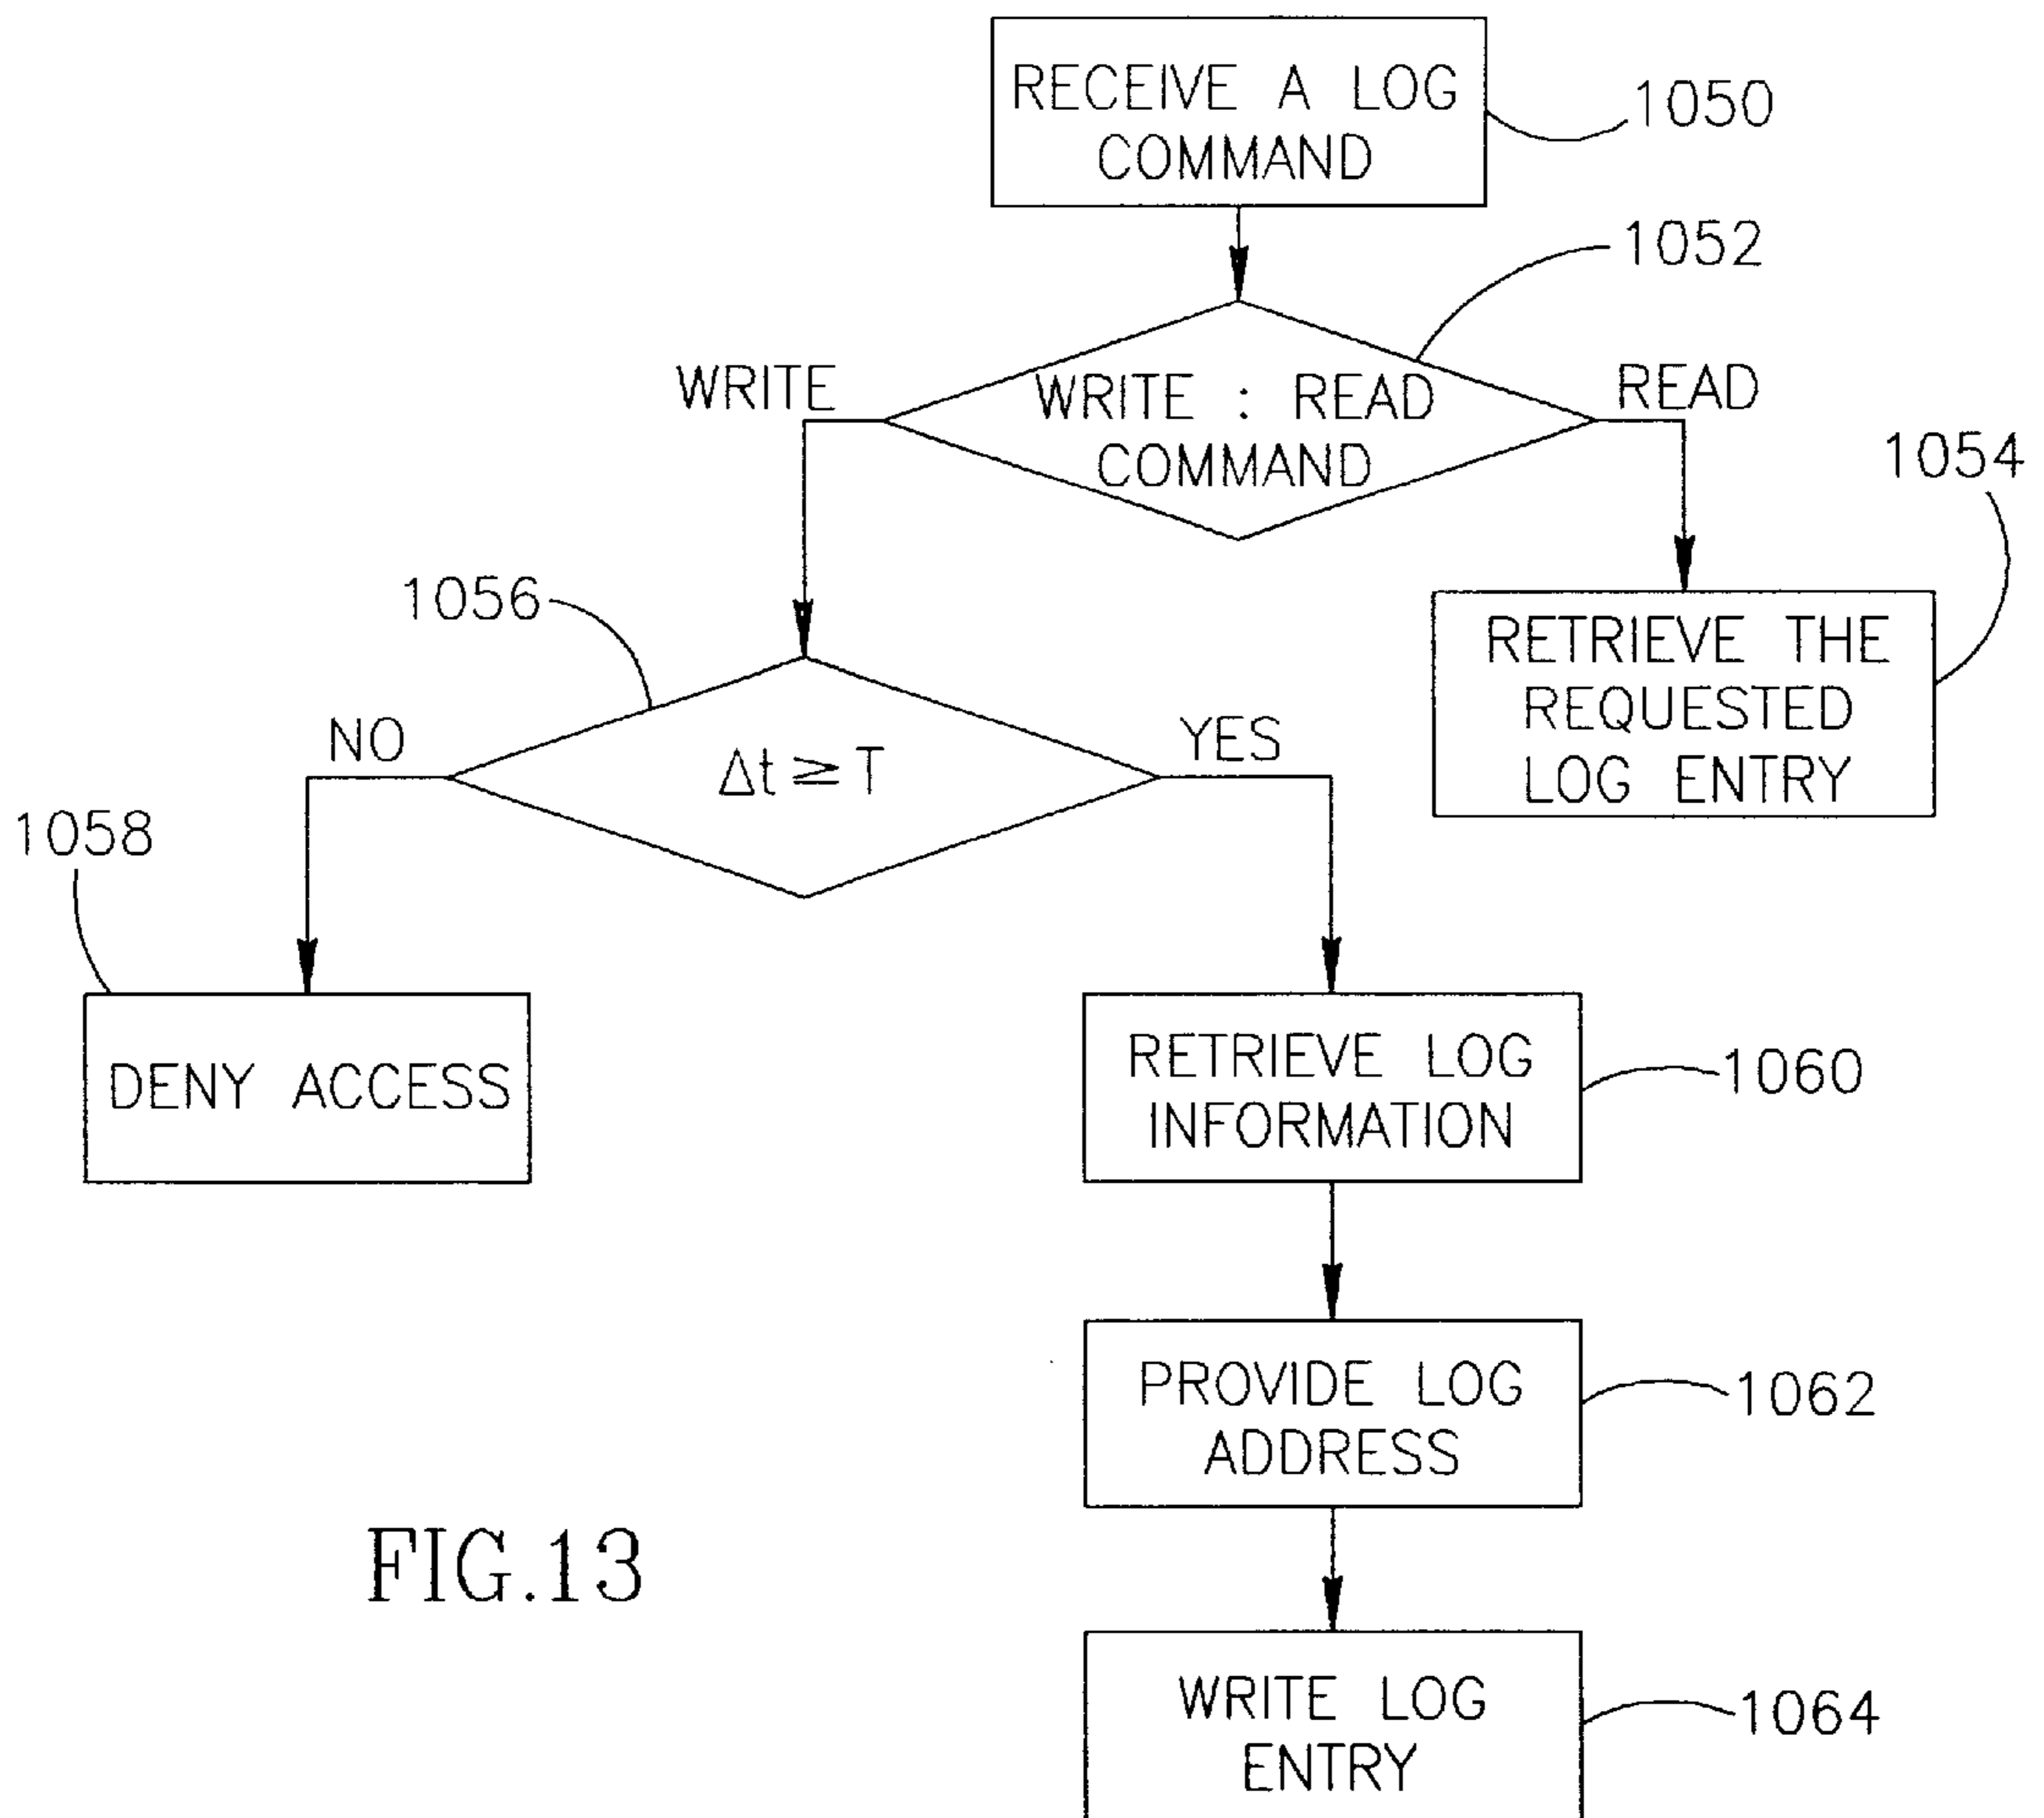 RECEIVE A LOG
COMMAND
1050
1052
WRITE
WRITE : READ
COMMAND
READ
1054
1056
RETRIEVE THE
REQUESTED
LOG ENTRY
NO
Δt ≥ T
YES
1058
DENY ACCESS
RETRIEVE LOG
INFORMATION
1060
PROVIDE LOG
ADDRESS
1062
FIG.13
WRITE LOG
ENTRY
1064